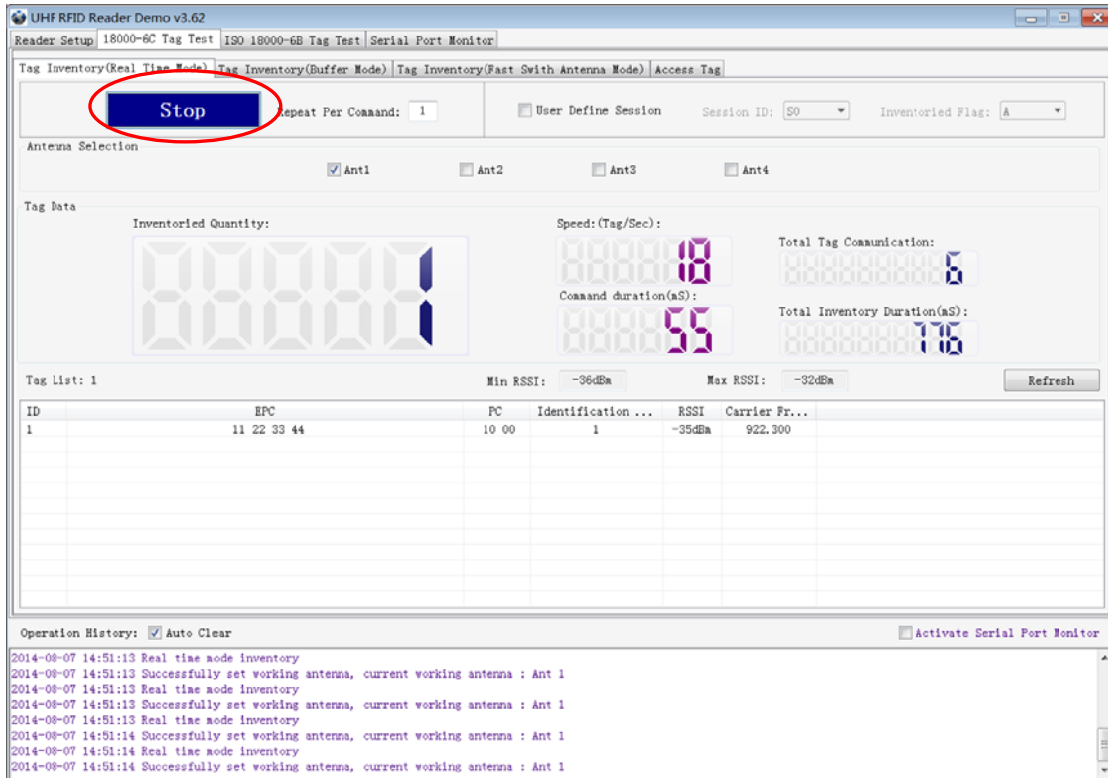 UHF RFID Reader Demo v3.62
Reader Setup 18000-6C Tag Test ISO 18000-6B Tag Test Serial Port Monitor
Tag Inventory(Real Time Mode) Tag Inventory(Buffer Mode) Tag Inventory(Fast Swith Antenna Mode) Access Tag
Stop Repeat Per Command: 1 User Define Session Session ID: S0 Inventoried Flag: A
Antenna Selection
Ant1 Ant2 Ant3 Ant4
Tag Data
Inventoried Quantity: Speed:(Tag/Sec):
Total Tag Communication:
1 18 6
Command duration(mS):
Total Inventory Duration(mS):
55 776
Tag List: 1 Min RSSI: -36dBm Max RSSI: -32dBm Refresh
ID EPC PC Identification ... RSSI Carrier Fr...
1 11 22 33 44 10 00 1 -35dBm 922.300
Operation History: Auto Clear Activate Serial Port Monitor
2014-08-07 14:51:13 Real time mode inventory
2014-08-07 14:51:13 Successfully set working antenna, current working antenna : Ant 1
2014-08-07 14:51:13 Real time mode inventory
2014-08-07 14:51:13 Successfully set working antenna, current working antenna : Ant 1
2014-08-07 14:51:13 Real time mode inventory
2014-08-07 14:51:14 Successfully set working antenna, current working antenna : Ant 1
2014-08-07 14:51:14 Real time mode inventory
2014-08-07 14:51:14 Successfully set working antenna, current working antenna : Ant 1